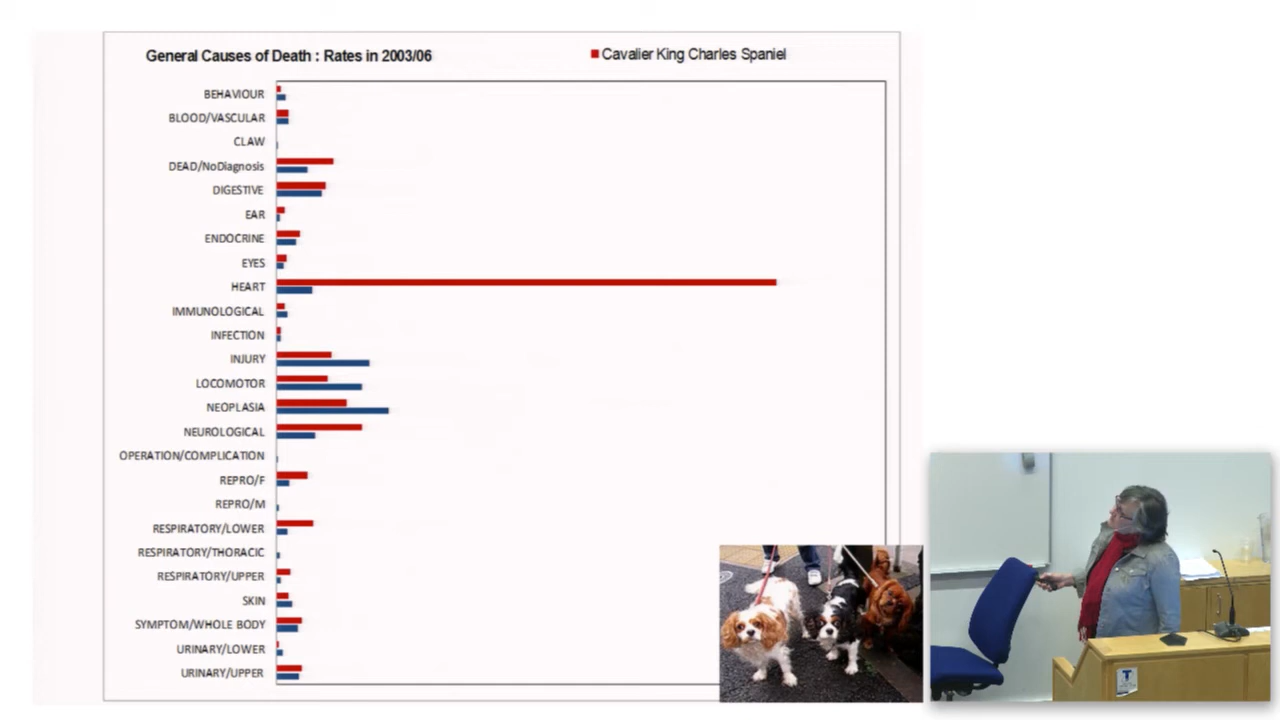 General Causes of Death : Rates in 2003/06
Cavalier King Charles Spaniel
BEHAVIOUR
BLOOD/VASCULAR
CLAW
DEAD/NoDiagnosis
DIGESTIVE
EAR
ENDOCRINE
EYES
HEART
IMMUNOLOGICAL
INFECTION
INJURY
LOCOMOTOR
NEOPLASIA
NEUROLOGICAL
OPERATION/COMPLICATION
REPRO/F
REPRO/M
RESPIRATORY/LOWER
RESPIRATORY/THORACIC
RESPIRATORY/UPPER
SKIN
SYMPTOM/WHOLE BODY
URINARY/LOWER
URINARY/UPPER